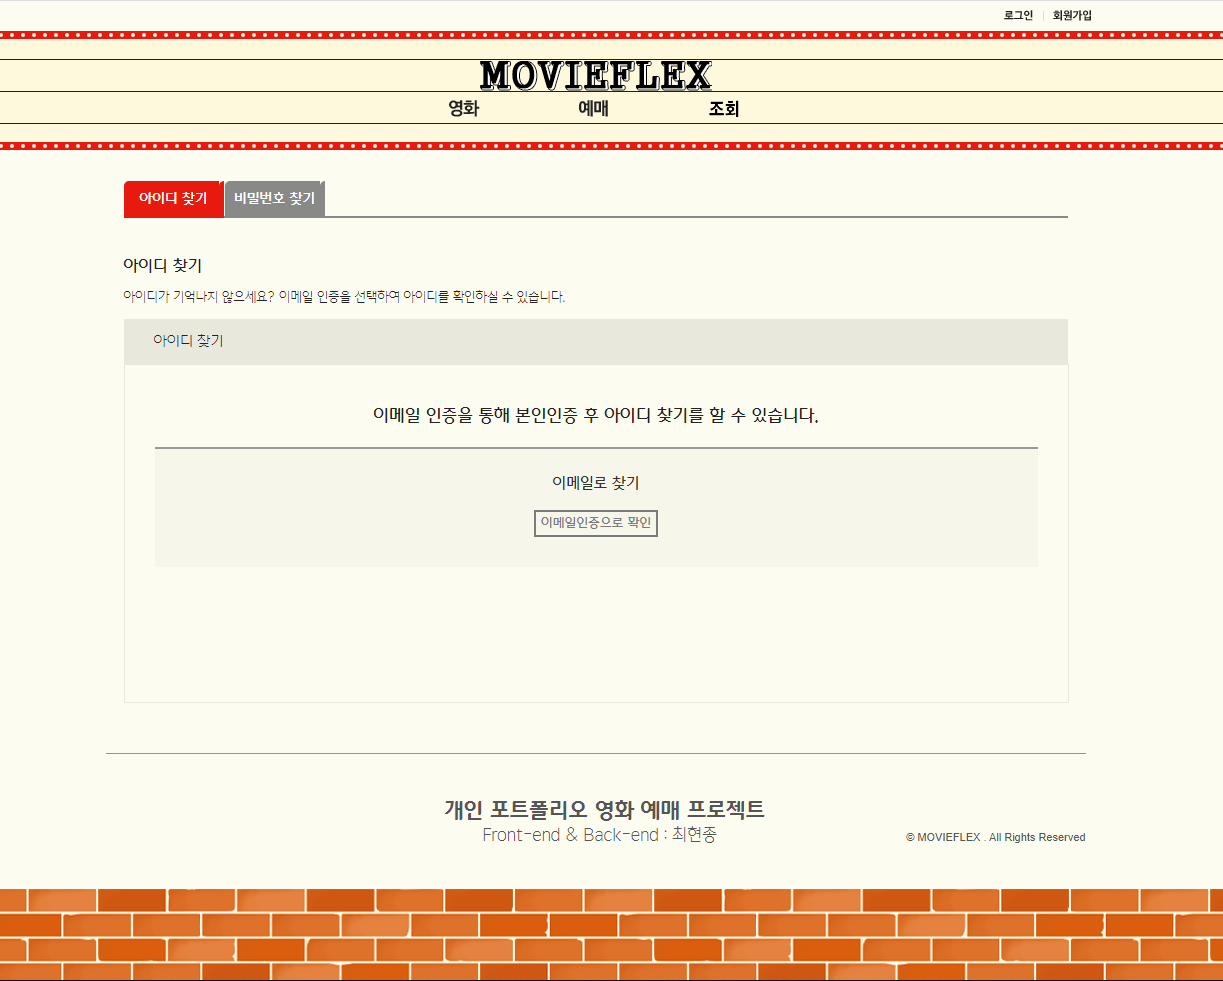 로그인 회원가입
MOVIEFLEX
영화 예매 조회
아이디 찾기 비밀번호 찾기
아이디 찾기
아이디가 기억나지 않으세요? 이메일 인증을 선택하여 아이디를 확인하실 수 있습니다.
아이디 찾기
이메일 인증을 통해 본인인증 후 아이디 찾기를 할 수 있습니다.
이메일로 찾기
이메일인증으로 확인
개인 포트폴리오 영화 예매 프로젝트
Front-end & Back-end : 최현종
© MOVIEFLEX . All Rights Reserved